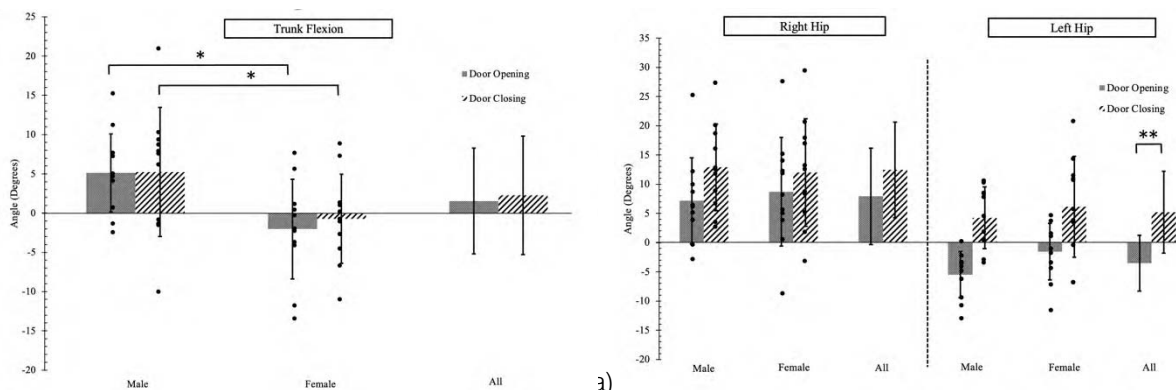 Trunk Flexion
25
20
15
10
5
0
-5
-10
-15
-20
Angle (Degrees)
*
*
Door Opening
Door Closing
Male
Female
All
a)
Right Hip
Left Hip
35
30
25
20
15
10
5
0
-5
-10
-15
-20
Angle (Degrees)
Door Opening
Door Closing
**
Male
Female
All
Male
Female
All